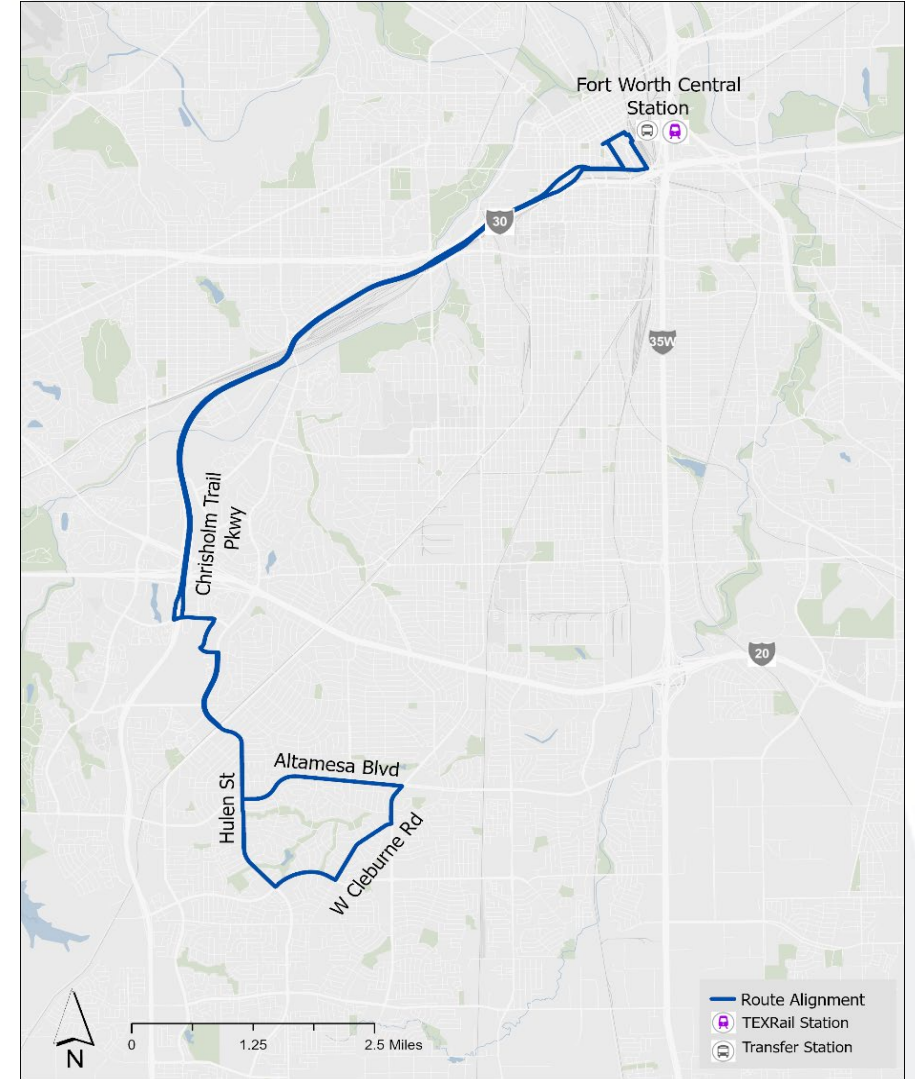 Fort Worth Central
Station
30
35W
Chrisholm Trail
Pkwy
20
Altamesa Blvd
Hulen St
W Cleburne Rd
N
0
1.25
2.5 Miles
Route Alignment
TEXRail Station
Transfer Station